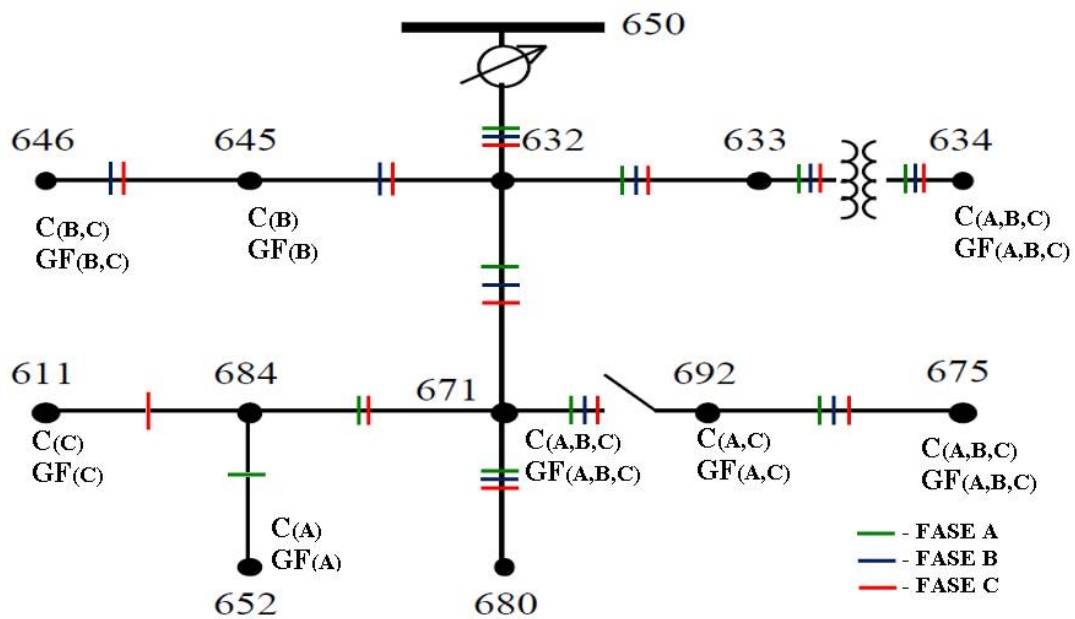 650
646 645 632 633 634
C(B,C)
GF(B,C)
C(B)
GF(B)
C(A,B,C)
GF(A,B,C)
611 684 671 692 675
C(C)
GF(C)
C(A,B,C)
GF(A,B,C)
C(A,C)
GF(A,C)
C(A,B,C)
GF(A,B,C)
C(A)
GF(A)
652 680
- FASE A
- FASE B
- FASE C